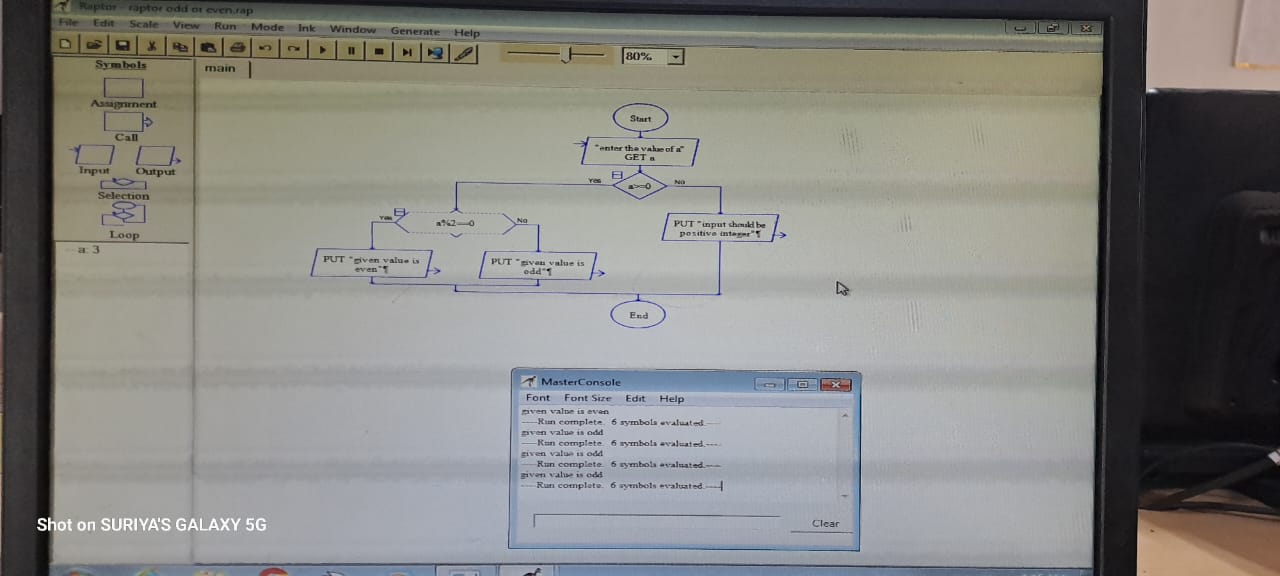 Raptor - raptor odd or even.rap
File Edit Scale View Run Mode Ink Window Generate Help
80%
Symbols
main
Assignment
Call
Input Output
Selection
Loop
a: 3
Start
"enter the value of a"
GET a
Yes
a>=0
No
Yes
a%2==0
No
PUT "input should be
positive integer"¶
PUT "given value is
even"¶
PUT "given value is
odd"¶
End
MasterConsole
Font Font Size Edit Help
given value is even
----Run complete. 6 symbols evaluated.----
given value is odd
----Run complete. 6 symbols evaluated.----
given value is odd
----Run complete. 6 symbols evaluated.----
given value is odd
----Run complete. 6 symbols evaluated.----
Clear
Shot on SURIYA'S GALAXY 5G